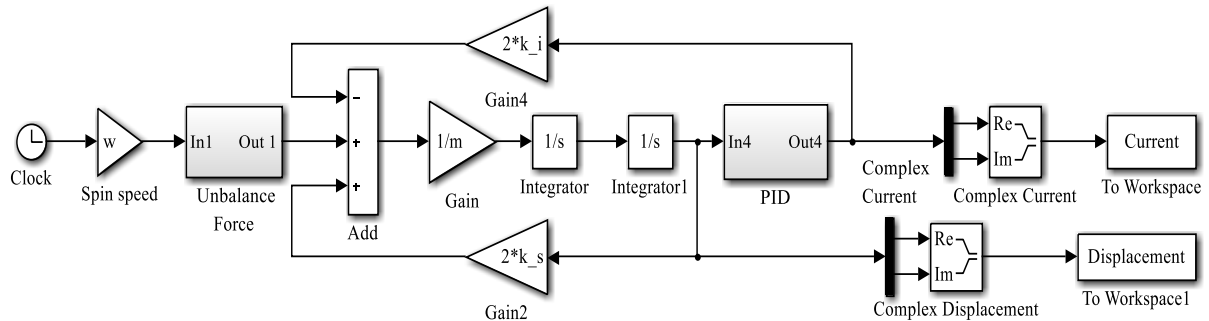 2*k_i
Gain4
Clock
w
Spin speed
In1
Out 1
Unbalance
Force
−
+
+
Add
1/m
Gain
1/s
Integrator
1/s
Integrator1
In4
Out4
PID
Complex
Current
Re
Im
Complex Current
Current
To Workspace
2*k_s
Gain2
Re
Im
Complex Displacement
Displacement
To Workspace1